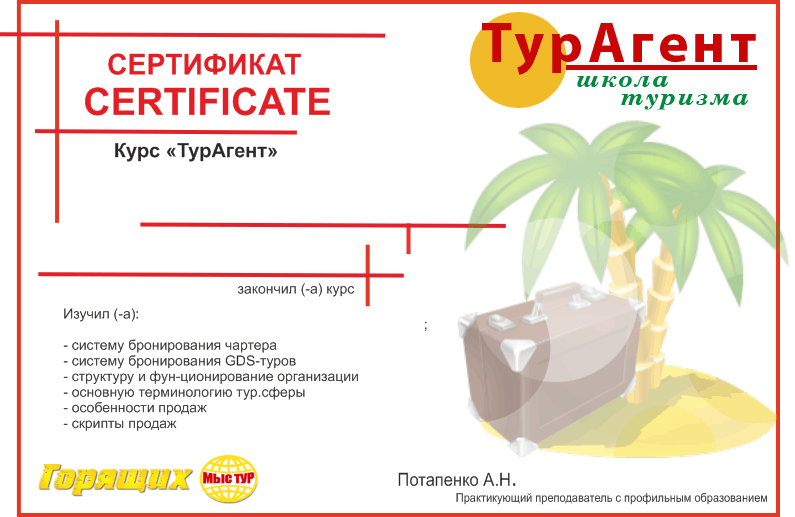 СЕРТИФИКАТ
CERTIFICATE
Курс «ТурАгент»
ТурАгент
школа
туризма
закончил (-а) курс
Изучил (-а):
;
- систему бронирования чартера
- систему бронирования GDS-туров
- структуру и фун-ционирование организации
- основную терминологию тур.сферы
- особенности продаж
- скрипты продаж
Горящих
МЫС ТУР
Потапенко А.Н.
Практикующий преподаватель с профильным образованием